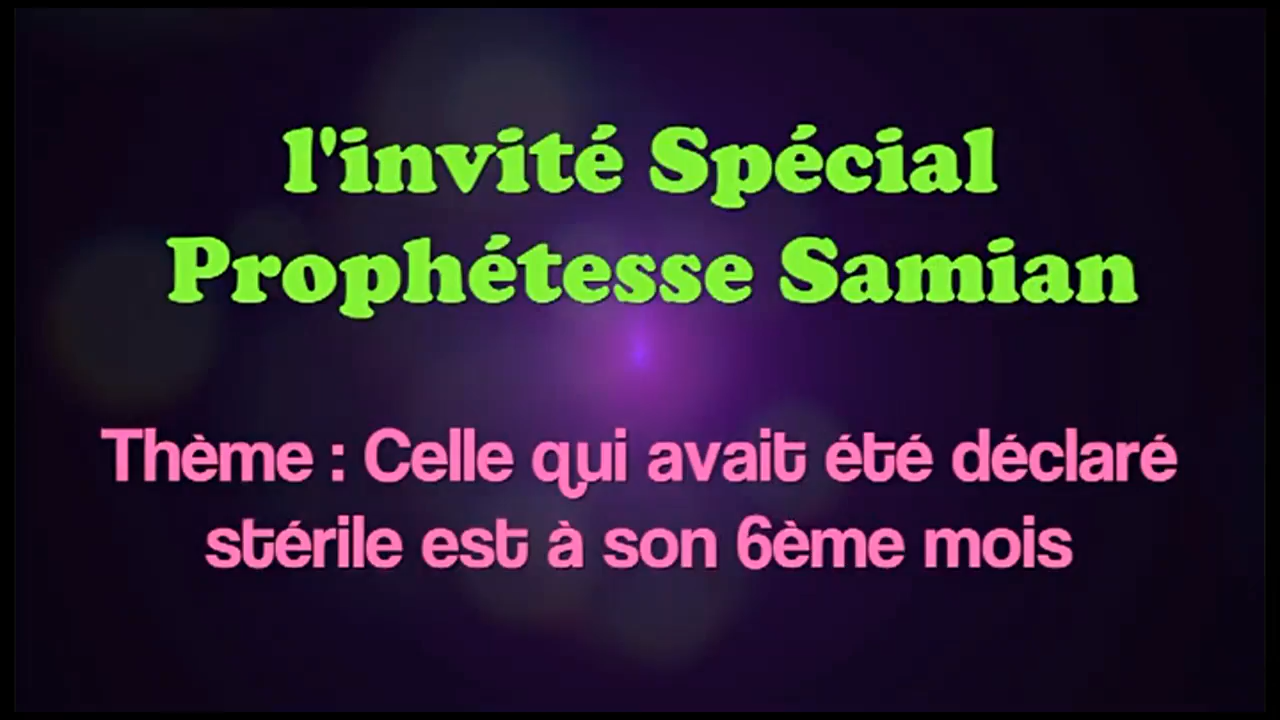 l'invité Spécial
Prophétesse Samian
Thème : Celle qui avait été déclaré
stérile est à son 6ème mois